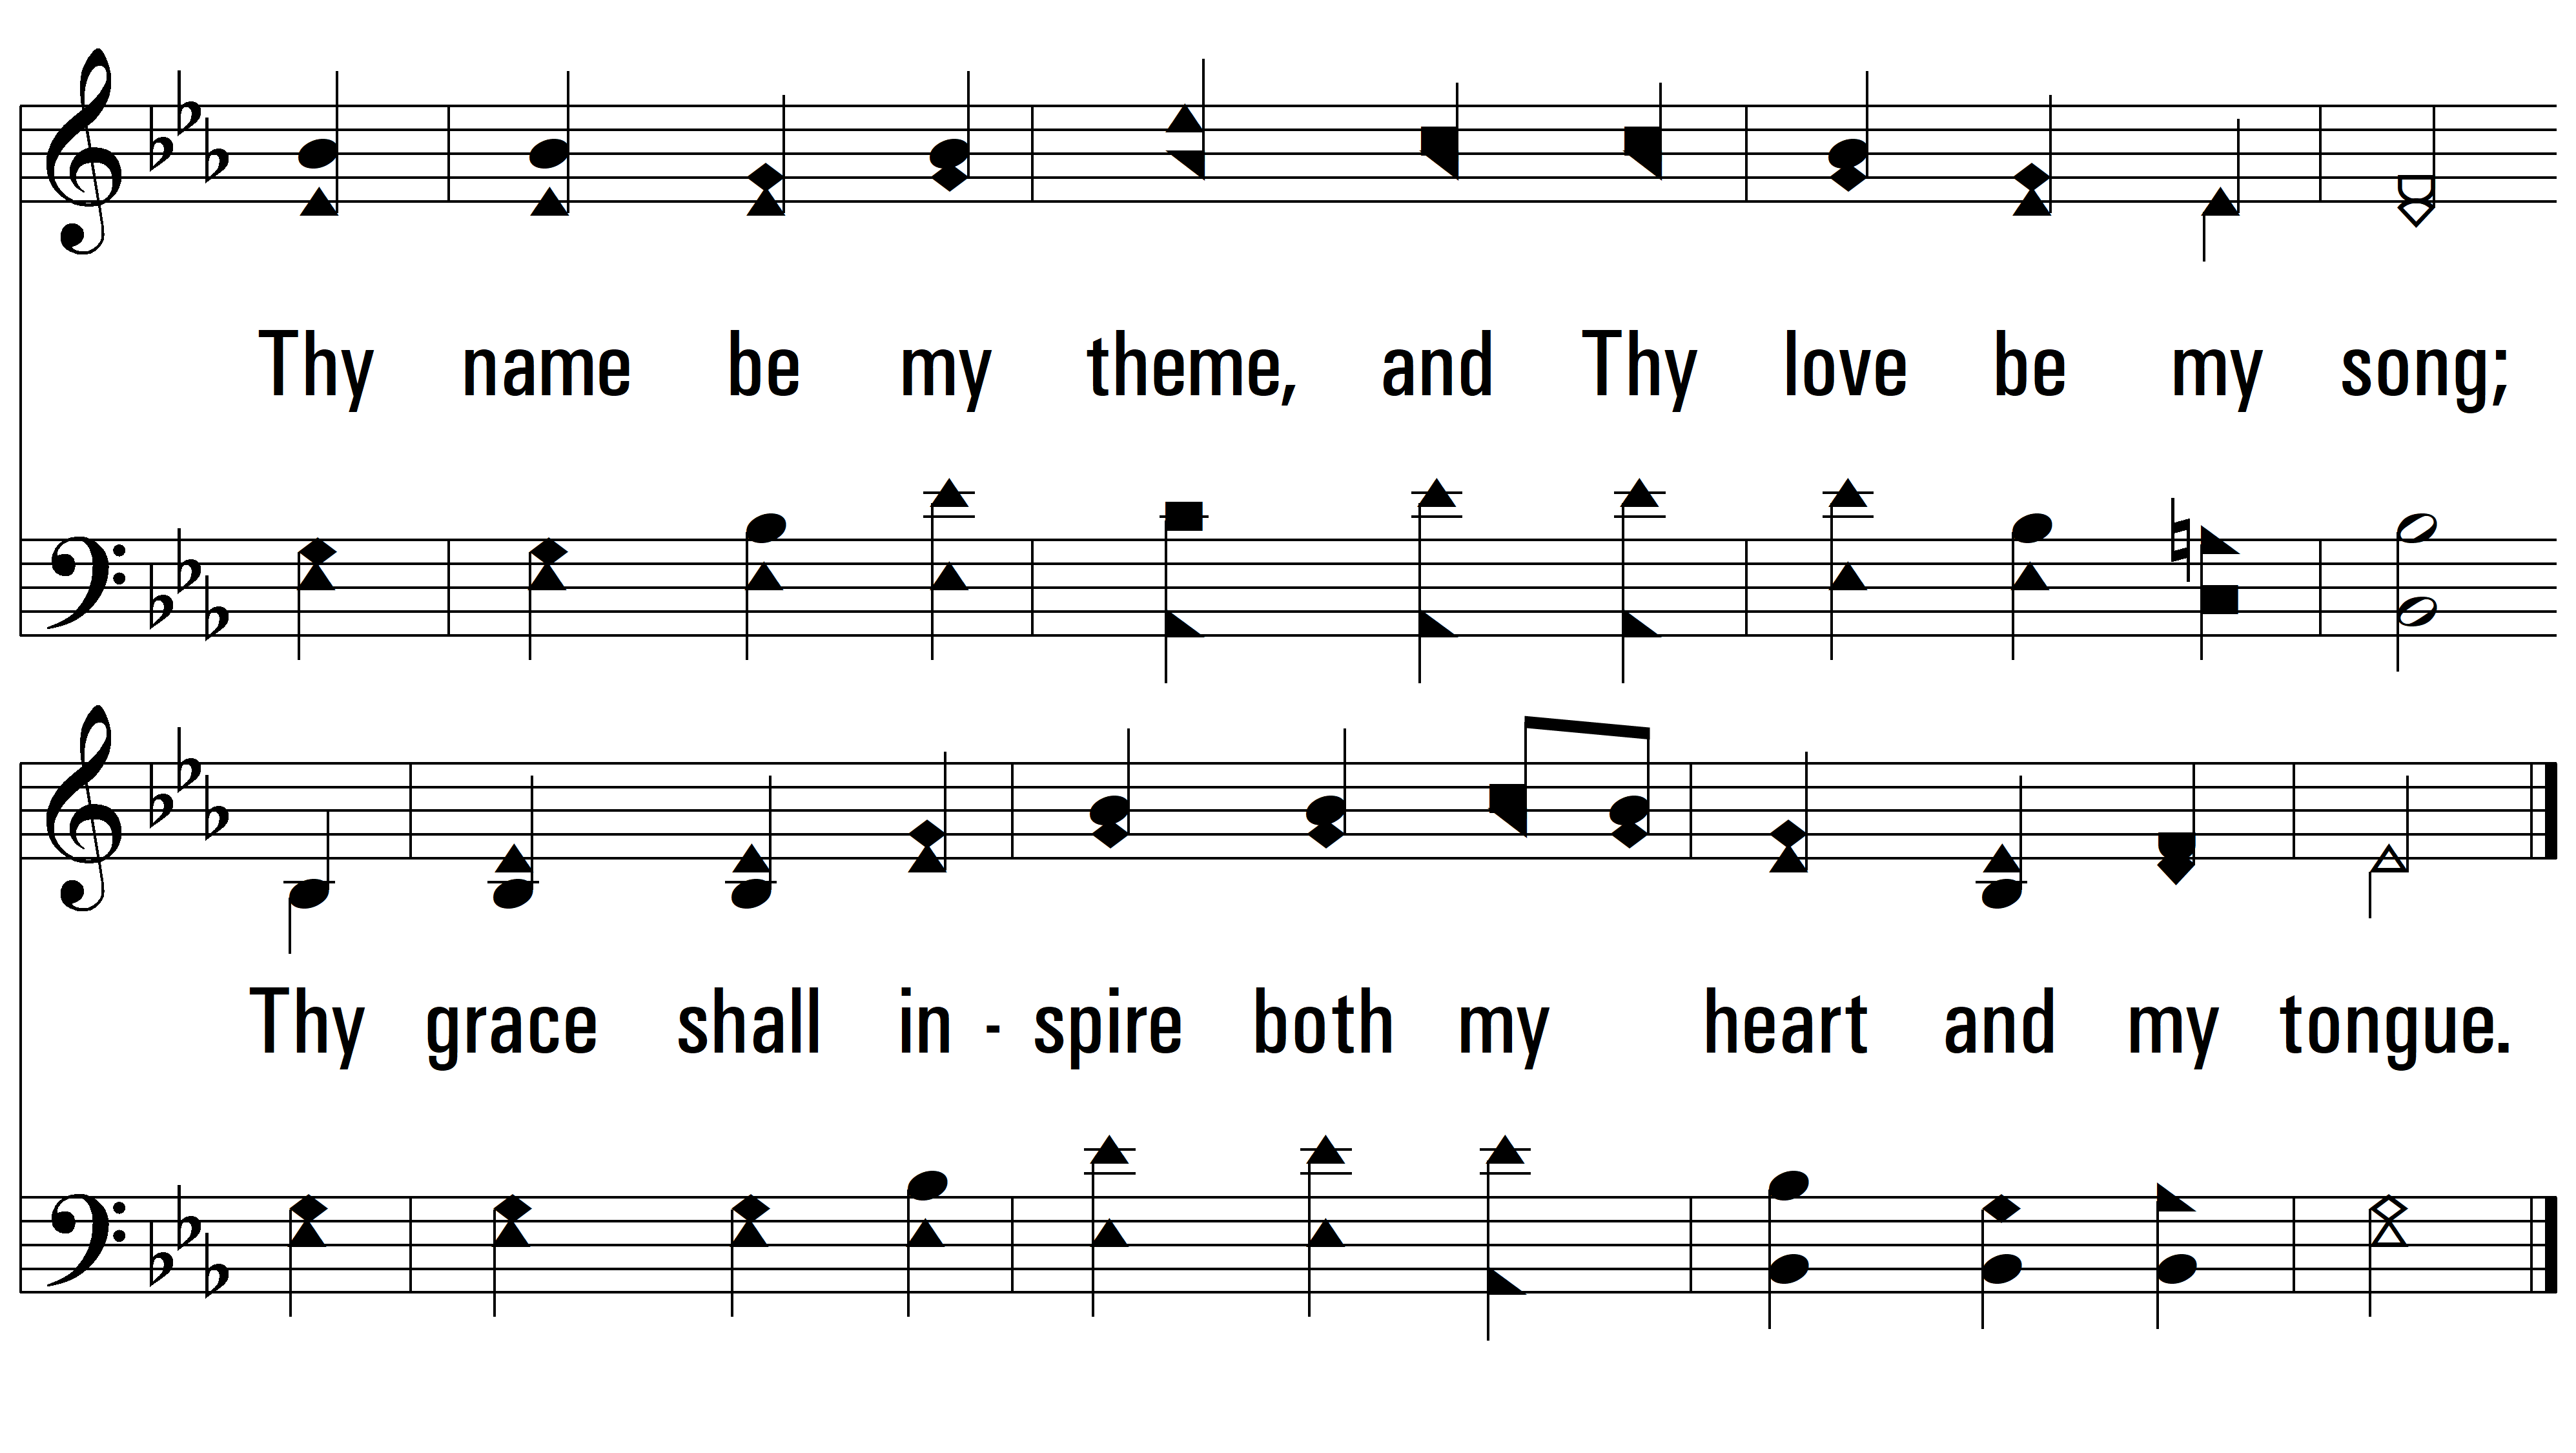 Thy name be my theme, and Thy love be my song;
Thy grace shall in - spire both my heart and my tongue.